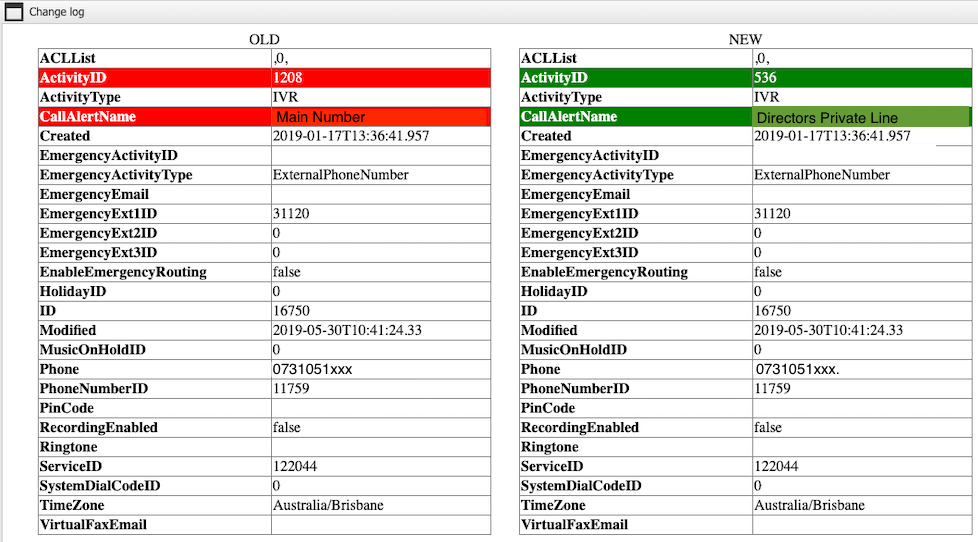 Change log
OLD NEW
ACLList ,0, ACLList ,0,
ActivityID 1208 ActivityID 536
ActivityType IVR ActivityType IVR
CallAlertName Main Number CallAlertName Directors Private Line
Created 2019-01-17T13:36:41.957 Created 2019-01-17T13:36:41.957
EmergencyActivityID EmergencyActivityID
EmergencyActivityType ExternalPhoneNumber EmergencyActivityType ExternalPhoneNumber
EmergencyEmail EmergencyEmail
EmergencyExt1ID 31120 EmergencyExt1ID 31120
EmergencyExt2ID 0 EmergencyExt2ID 0
EmergencyExt3ID 0 EmergencyExt3ID 0
EnableEmergencyRouting false EnableEmergencyRouting false
HolidayID 0 HolidayID 0
ID 16750 ID 16750
Modified 2019-05-30T10:41:24.33 Modified 2019-05-30T10:41:24.33
MusicOnHoldID 0 MusicOnHoldID 0
Phone 0731051xxx Phone 0731051xxx.
PhoneNumberID 11759 PhoneNumberID 11759
PinCode PinCode
RecordingEnabled false RecordingEnabled false
Ringtone Ringtone
ServiceID 122044 ServiceID 122044
SystemDialCodeID 0 SystemDialCodeID 0
TimeZone Australia/Brisbane TimeZone Australia/Brisbane
VirtualFaxEmail VirtualFaxEmail